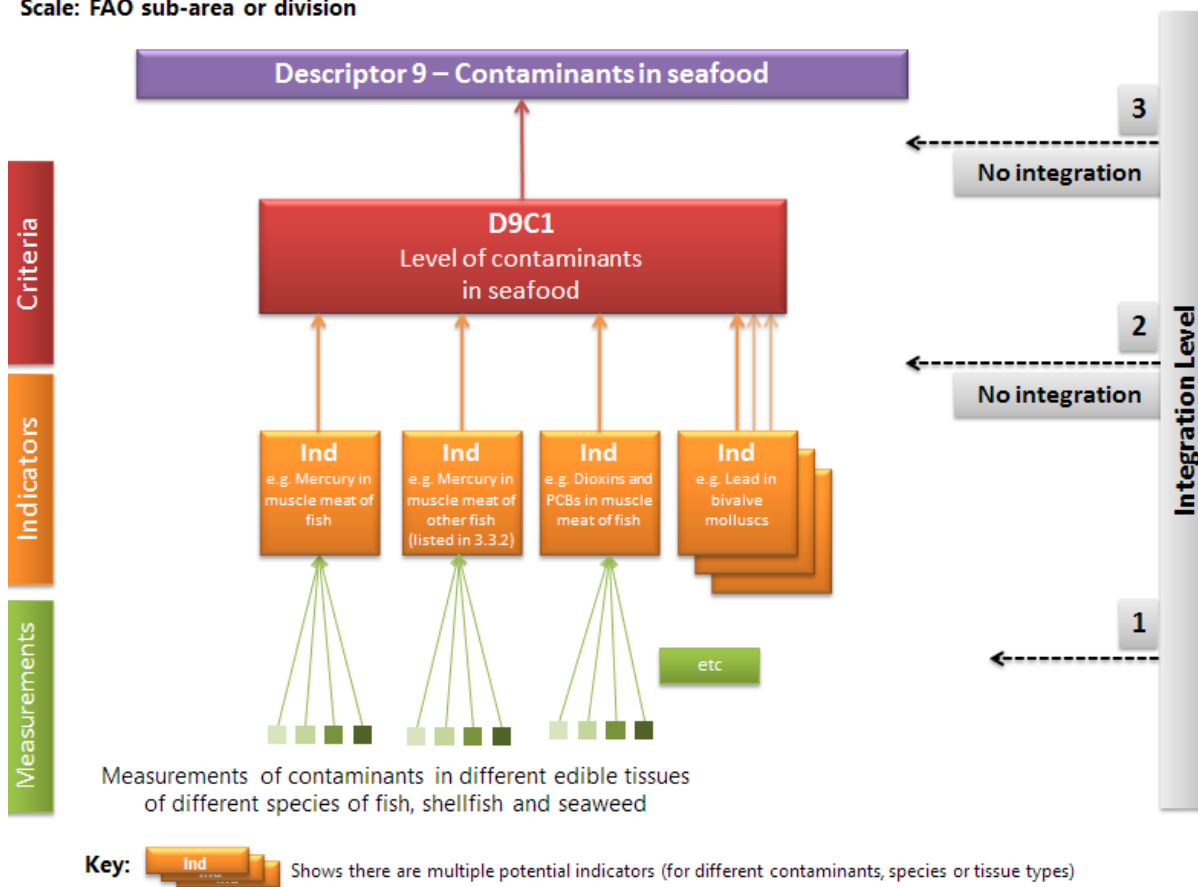 Scale: FAO sub-area or division
Descriptor 9 – Contaminants in seafood
3
No integration
Criteria
D9C1
Level of contaminants
in seafood
2
No integration
Integration Level
Indicators
Ind
e.g. Mercury in
muscle meat of
fish
Ind
e.g. Mercury in
muscle meat of
other fish
(listed in 3.3.2)
Ind
e.g. Dioxins and
PCBs in muscle
meat of fish
Ind
e.g. Lead in
bivalve
molluscs
Measurements
1
etc
Measurements of contaminants in different edible tissues
of different species of fish, shellfish and seaweed
Key:
Ind
Shows there are multiple potential indicators (for different contaminants, species or tissue types)